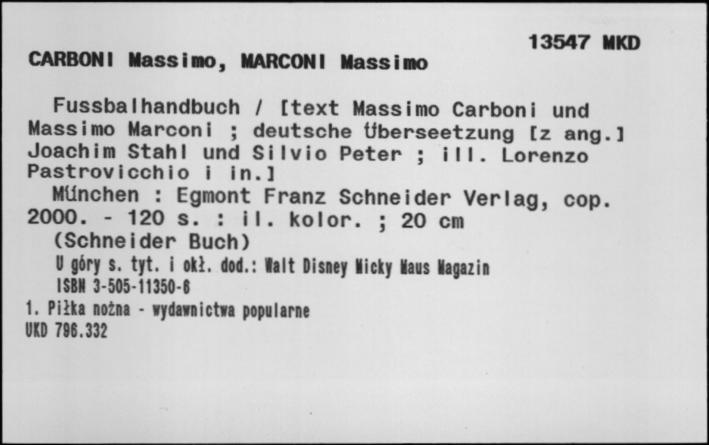 13547 MKD
CARBONI Massimo, MARCONI Massimo
Fussbalhandbuch / [text Massimo Carboni und
Massimo Marconi ; deutsche Überseetzung [z ang.]
Joachim Stahl und Silvio Peter ; ill. Lorenzo
Pastrovicchio i in.]
München : Egmont Franz Schneider Verlag, cop.
2000. - 120 s. : il. kolor. ; 20 cm
(Schneider Buch)
U góry s. tyt. i okł. dod.: Walt Disney Micky Maus Magazin
ISBN 3-505-11350-6
1. Piłka nożna - wydawnictwa popularne
UKD 796.332